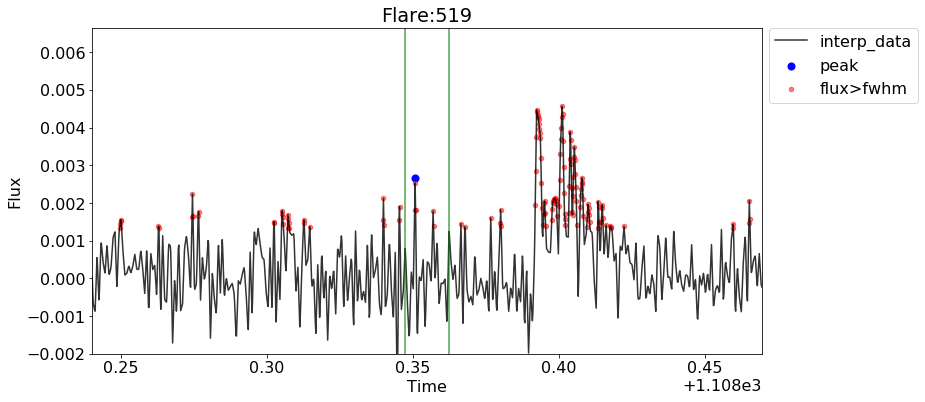 Flare:519
interp_data
peak
flux>fwhm
Flux
0.006
0.005
0.004
0.003
0.002
0.001
0.000
−0.001
−0.002
0.25 0.30 0.35 0.40 0.45
Time
+1.108e3